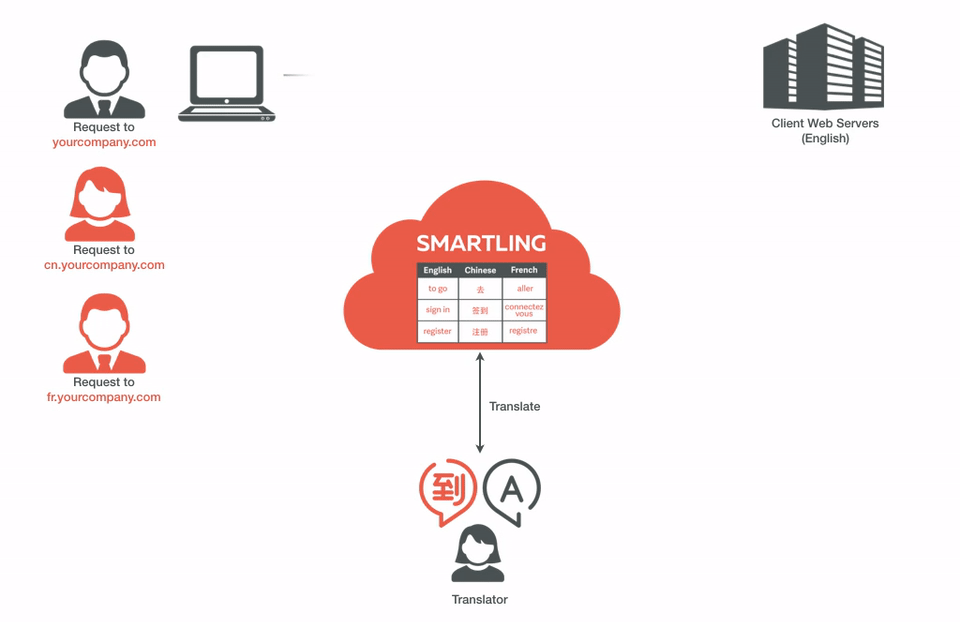 Request to
yourcompany.com
Client Web Servers
(English)
Request to
cn.yourcompany.com
SMARTLING
English Chinese French
to go 去 aller
sign in 签到 connectez
vous
register 注册 registre
Request to
fr.yourcompany.com
Translate
到 A
Translator